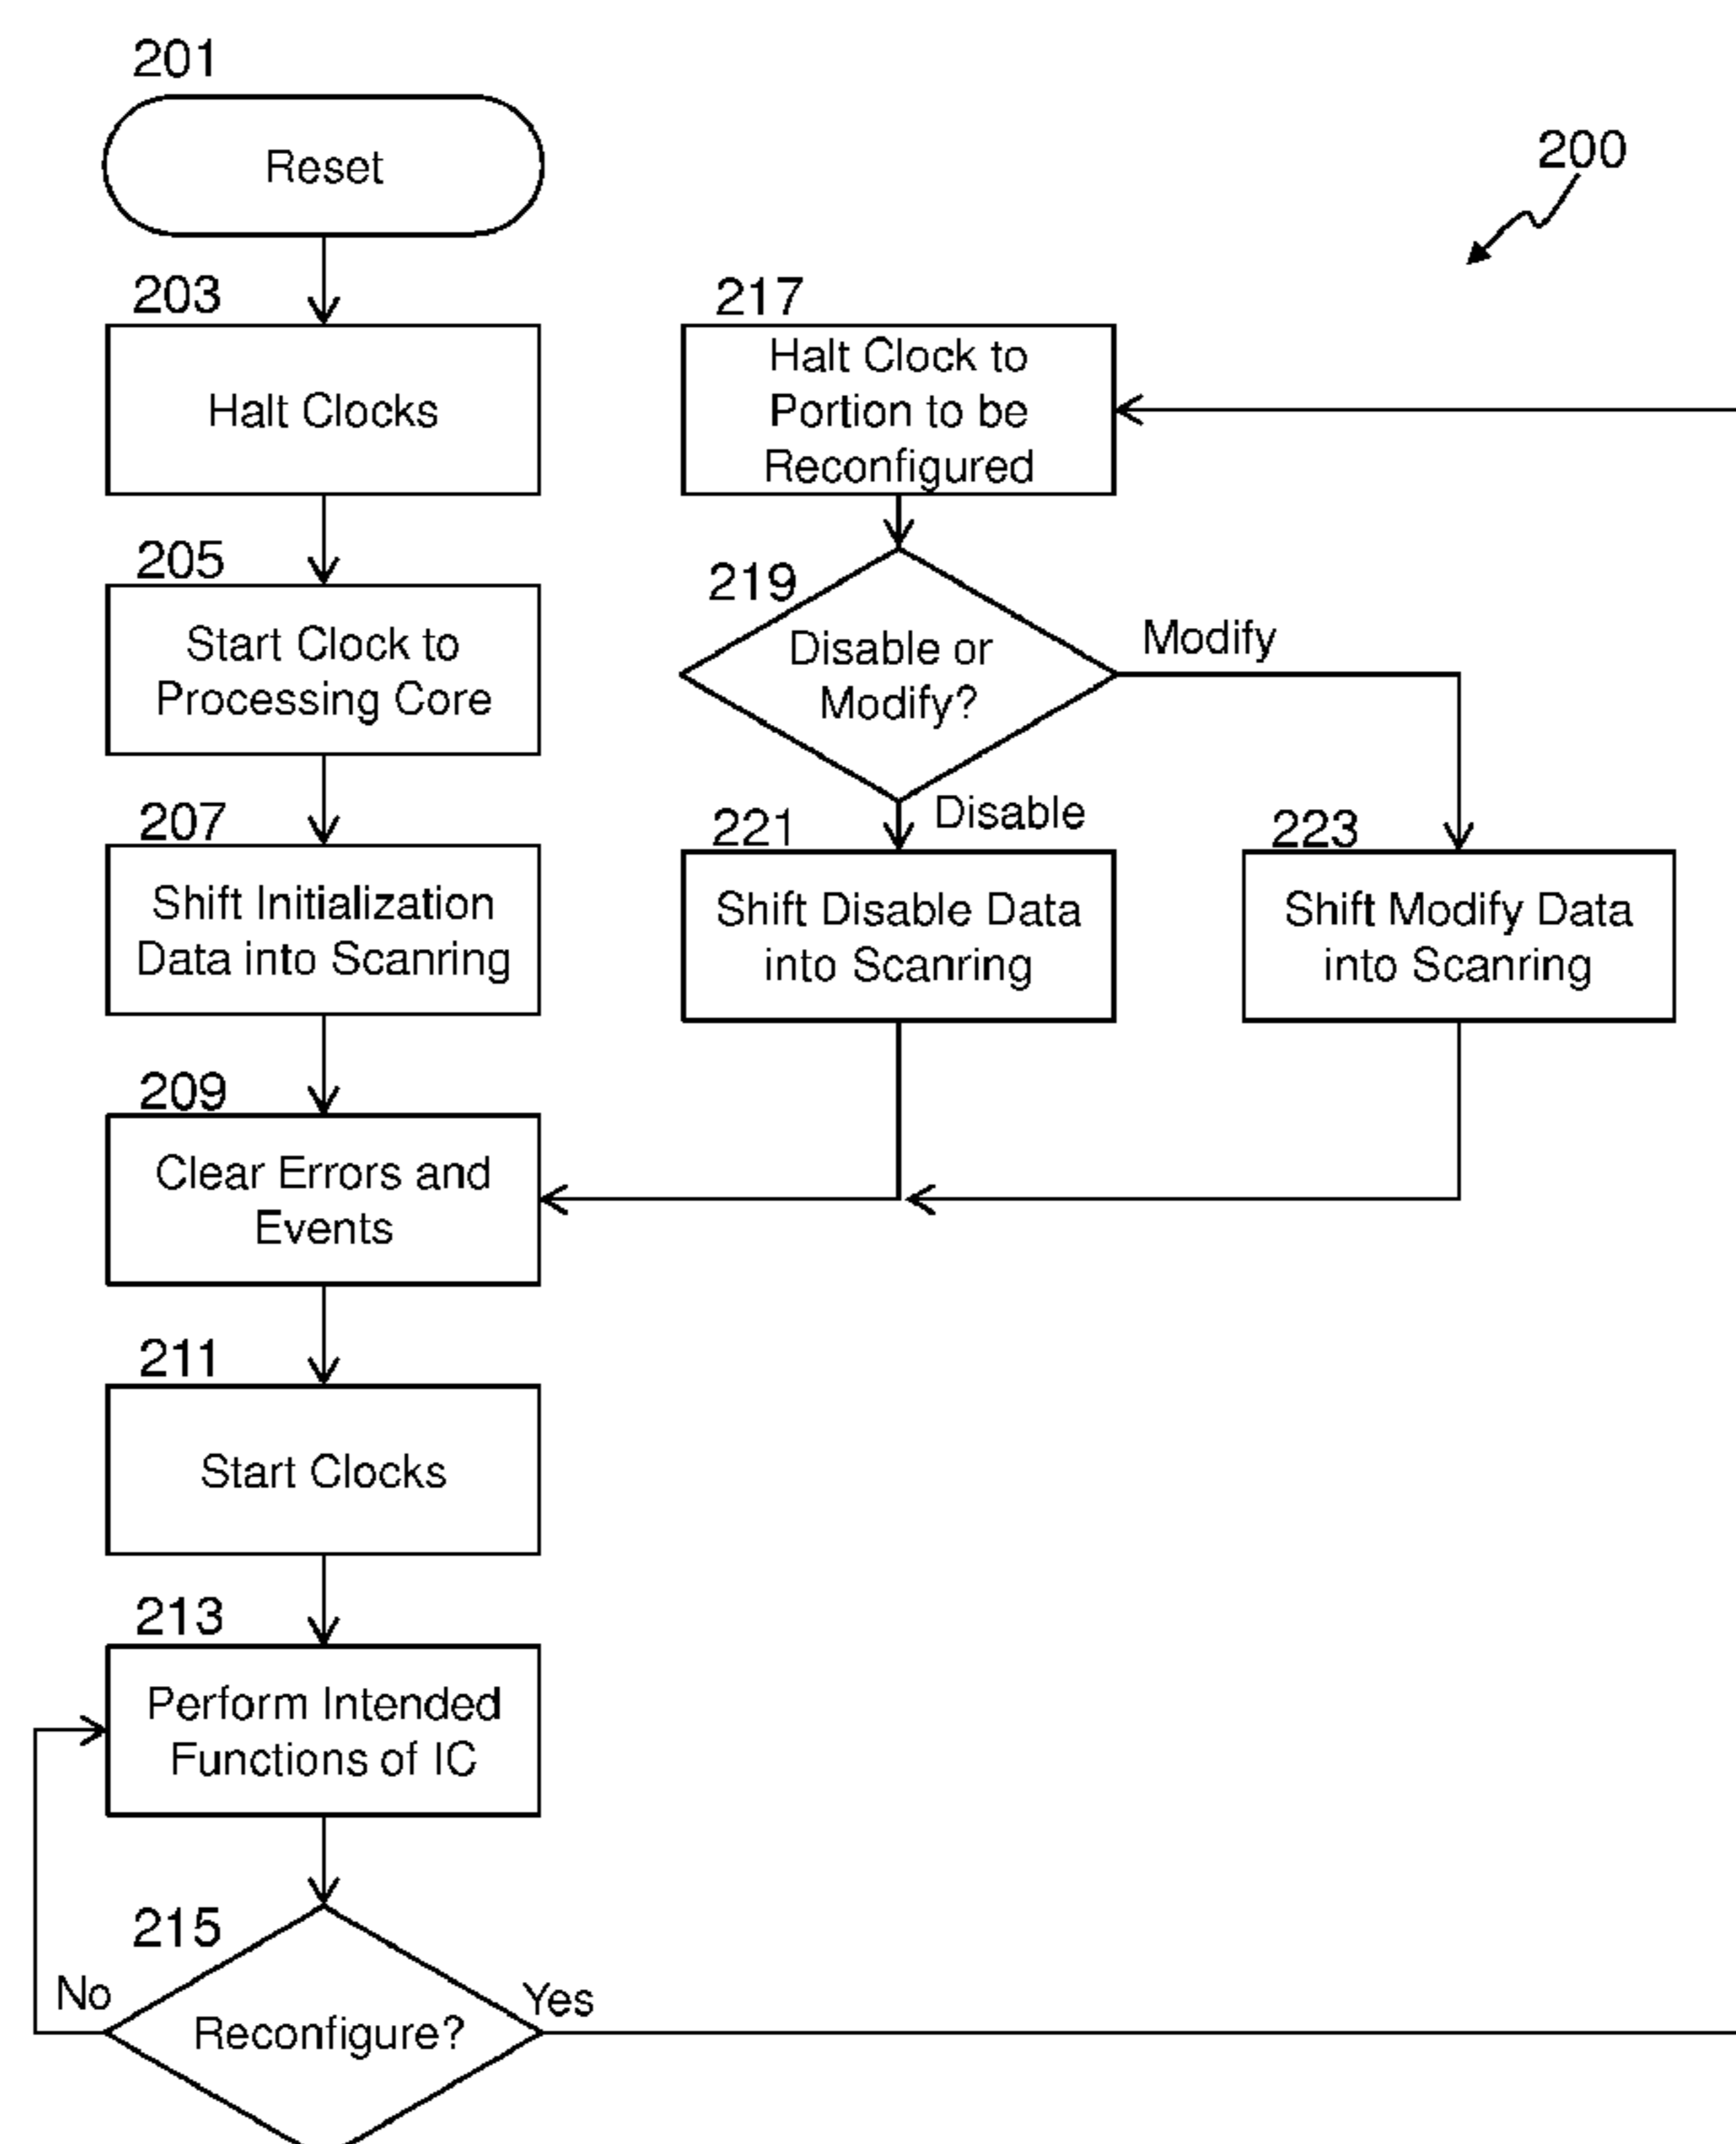 201
Reset
200
203
Halt Clocks
217
Halt Clock to
Portion to be
Reconfigured
205
Start Clock to
Processing Core
219
Disable or
Modify?
Modify
Disable
207
Shift Initialization
Data into Scanring
221
Shift Disable Data
into Scanring
223
Shift Modify Data
into Scanring
209
Clear Errors and
Events
211
Start Clocks
213
Perform Intended
Functions of IC
215
Reconfigure?
No
Yes